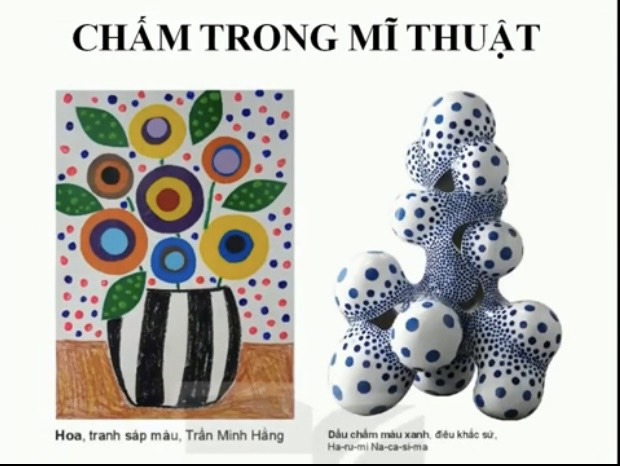 CHẤM TRONG MĨ THUẬT
Hoa, tranh sáp màu, Trần Minh Hằng
Dấu chấm màu xanh, điêu khắc sứ,
Ha-ru-mi Na-ca-si-ma